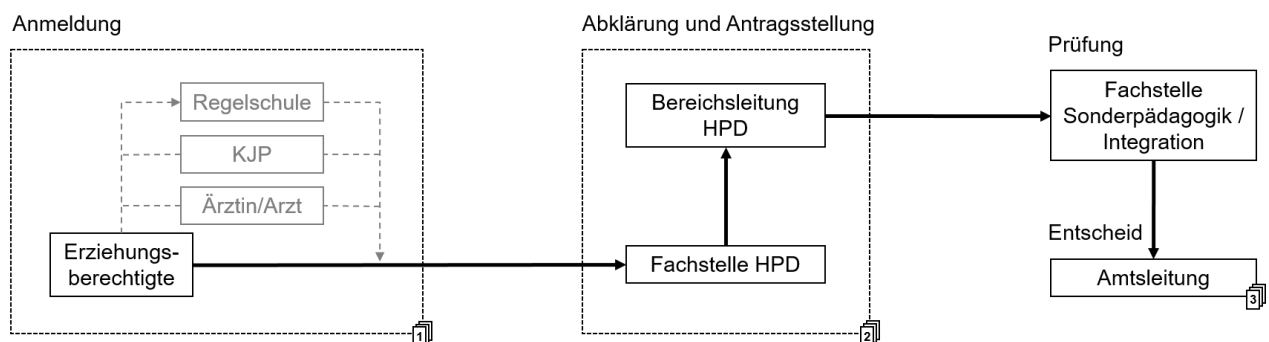 Anmeldung
Regelschule
KJP
Ärztin/Arzt
Erziehungs-
berechtigte
1
Abklärung und Antragsstellung
Bereichsleitung
HPD
Fachstelle HPD
2
Prüfung
Fachstelle
Sonderpädagogik /
Integration
Entscheid
Amtsleitung
3